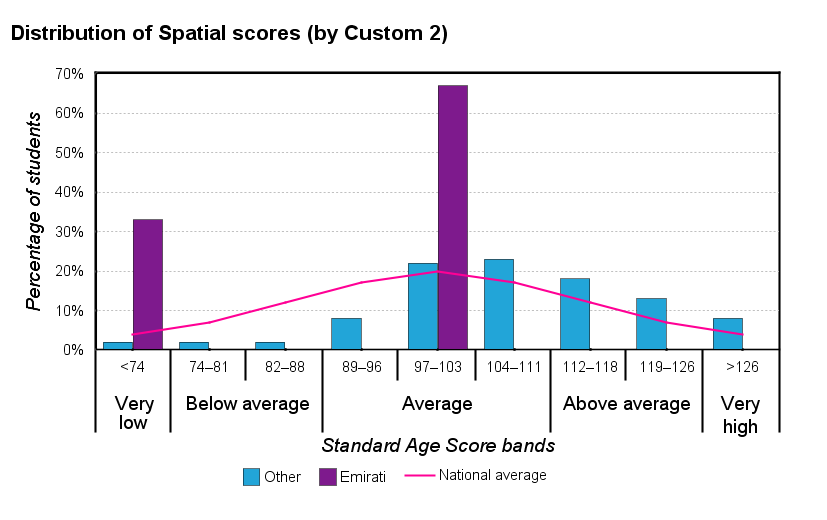 Distribution of Spatial scores (by Custom 2)
Percentage of students
70%
60%
50%
40%
30%
20%
10%
0%
<74 74–81 82–88 89–96 97–103 104–111 112–118 119–126 >126
Very low Below average Average Above average Very high
Standard Age Score bands
Other Emirati National average